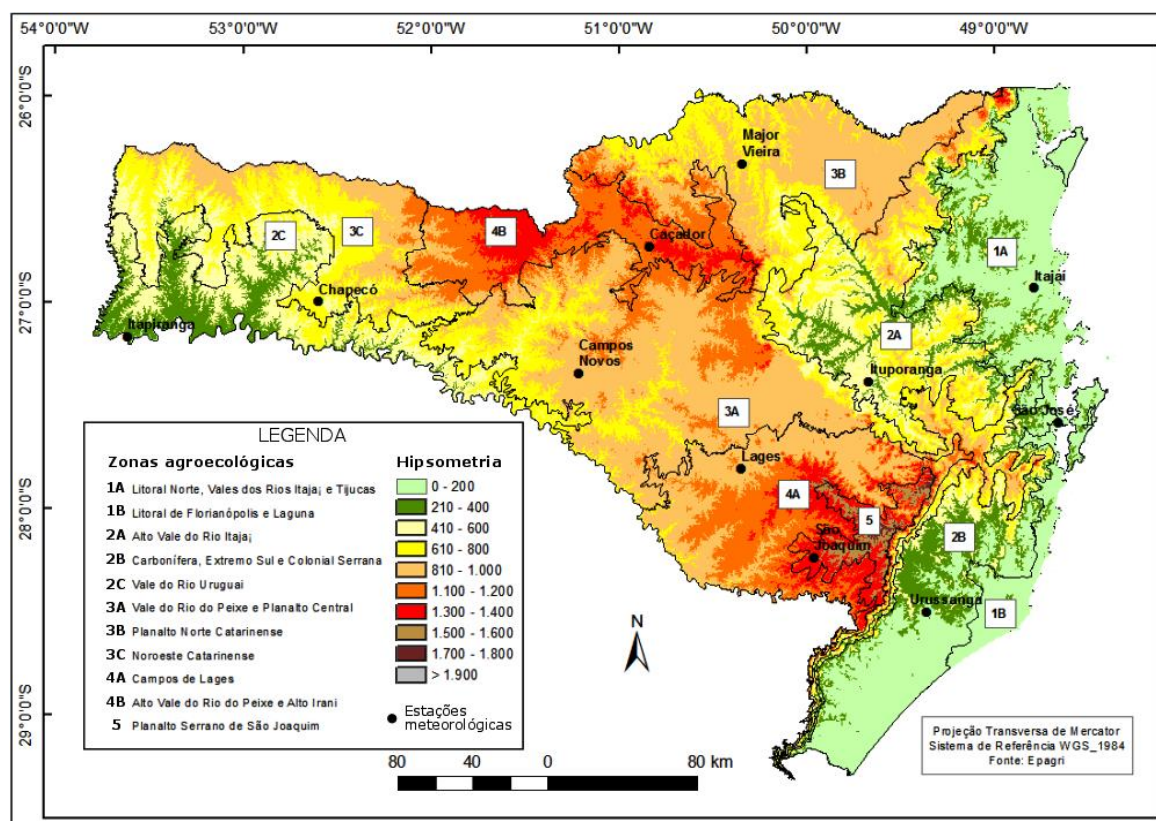 54°0'0"W 53°0'0"W 52°0'0"W 51°0'0"W 50°0'0"W 49°0'0"W
26°0'0"S
27°0'0"S
28°0'0"S
29°0'0"S
Major
Vieira
3B
4B
3C
2C
Caçador
1A
Itajaí
Chapecó
Itapiranga
2A
Campos
Novos
Ituporanga
3A
São José
Lages
4A
5
São
Joaquim
2B
Urussanga
1B
N
LEGENDA
Zonas agroecológicas
1A Litoral Norte, Vales dos Rios Itaja¡ e Tijucas
1B Litoral de Florianópolis e Laguna
2A Alto Vale do Rio Itaja¡
2B Carbonífera, Extremo Sul e Colonial Serrana
2C Vale do Rio Uruguai
3A Vale do Rio do Peixe e Planalto Central
3B Planalto Norte Catarinense
3C Noroeste Catarinense
4A Campos de Lages
4B Alto Vale do Rio do Peixe e Alto Irani
5 Planalto Serrano de São Joaquim
Hipsometria
0 - 200
210 - 400
410 - 600
610 - 800
810 - 1.000
1.100 - 1.200
1.300 - 1.400
1.500 - 1.600
1.700 - 1.800
> 1.900
Estações
meteorológicas
80 40 0 80 km
Projeção Transversa de Mercator
Sistema de Referência WGS_1984
Fonte: Epagri